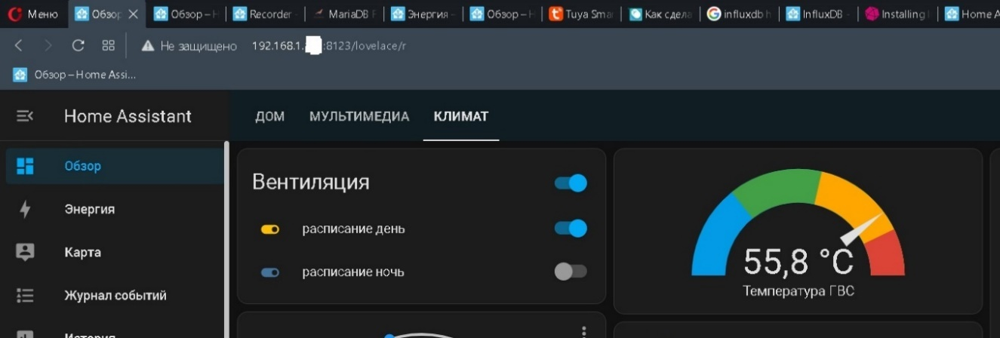 Меню Обзор Обзор – H Recorder - MariaDB F Энергия – Обзор – H Tuya Smar Как сдела influxdb h InfluxDB - Installing I Home A
Не защищено 192.168.1. :8123/lovelace/r
Обзор – Home Assi...
Home Assistant ДОМ МУЛЬТИМЕДИА КЛИМАТ
Обзор
Энергия
Карта
Журнал событий
История
Вентиляция
расписание день
расписание ночь
55,8 °C
Температура ГВС